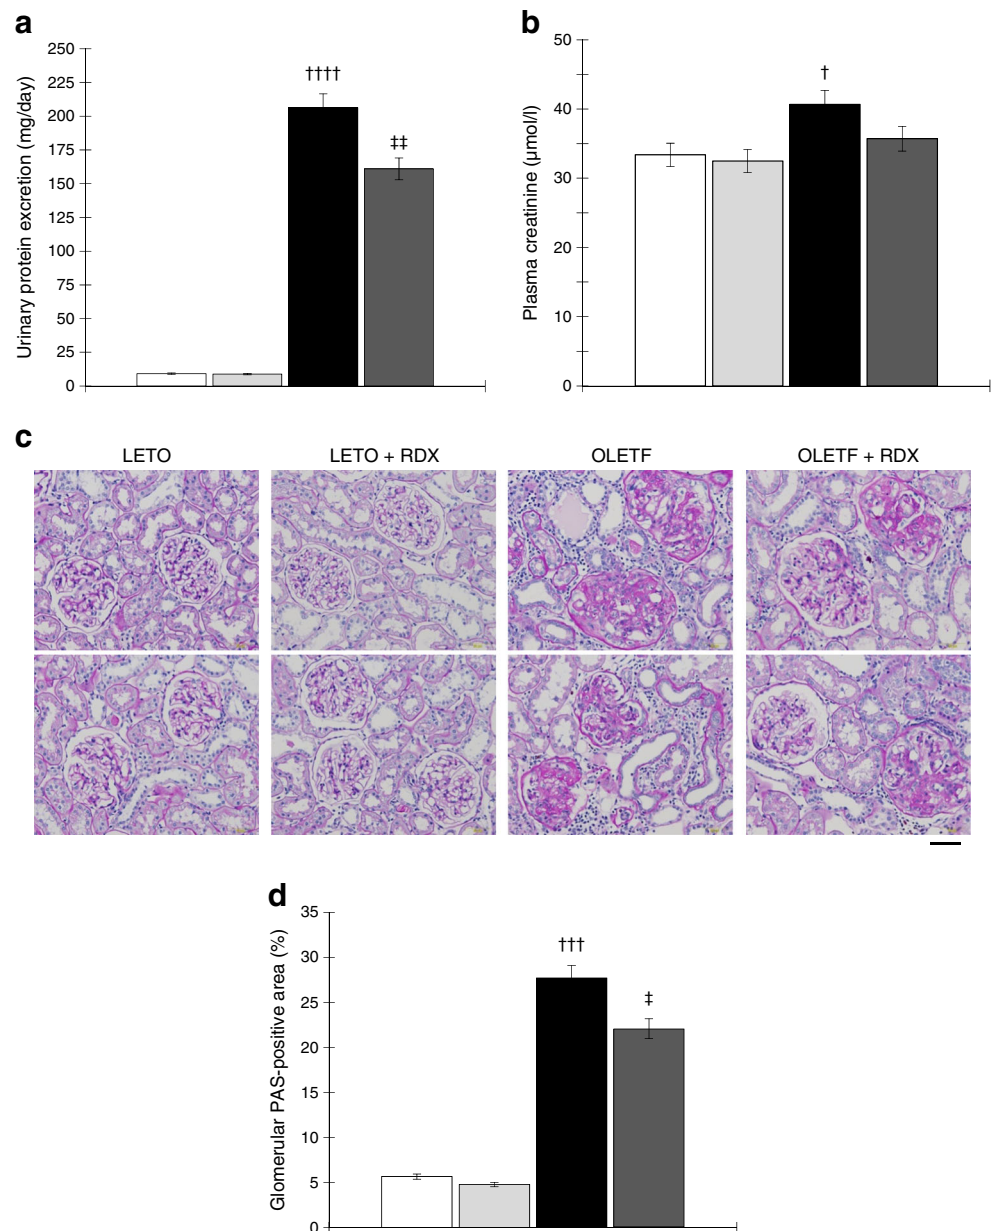 a
Urinary protein excretion (mg/day)
250
225
200
175
150
125
100
75
50
25
0
††††
‡‡
b
Plasma creatinine (µmol/l)
50
40
30
20
10
0
†
c
LETO
LETO + RDX
OLETF
OLETF + RDX
d
Glomerular PAS-positive area (%)
35
30
25
20
15
10
5
0
†††
‡